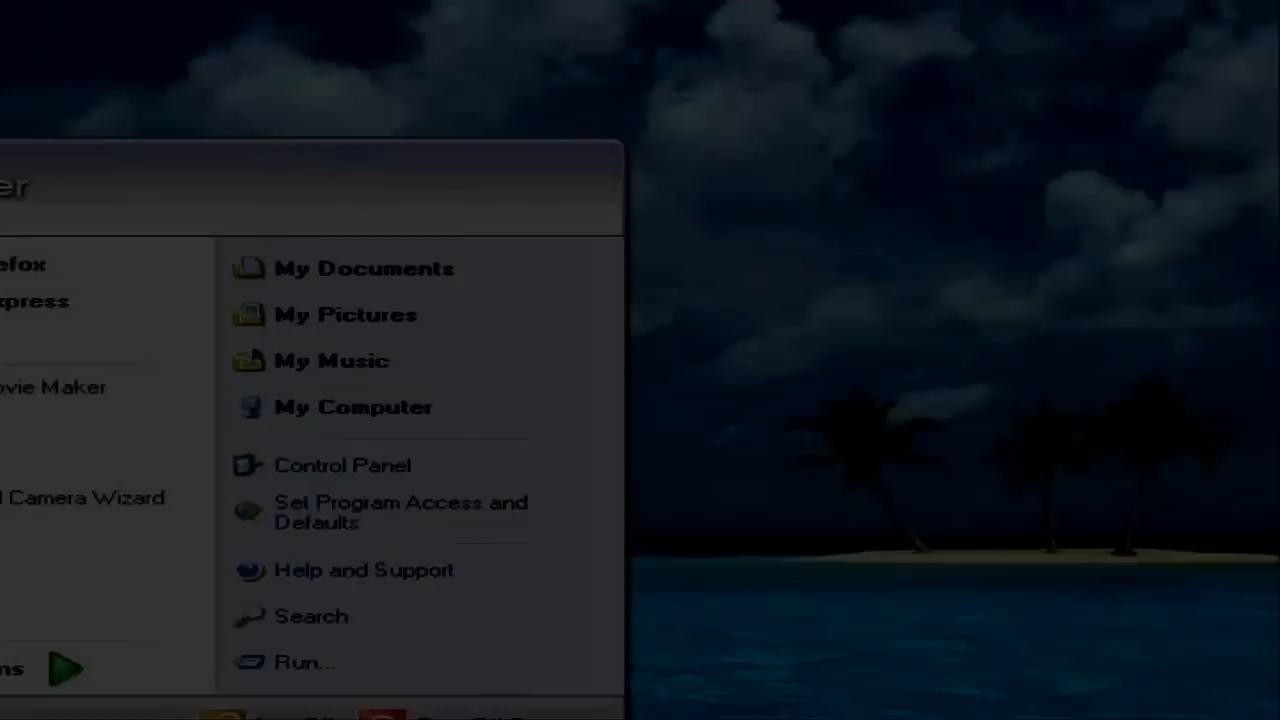 er
efox
xpress
ovie Maker
l Camera Wizard
ms
My Documents
My Pictures
My Music
My Computer
Control Panel
Set Program Access and
Defaults
Help and Support
Search
Run...